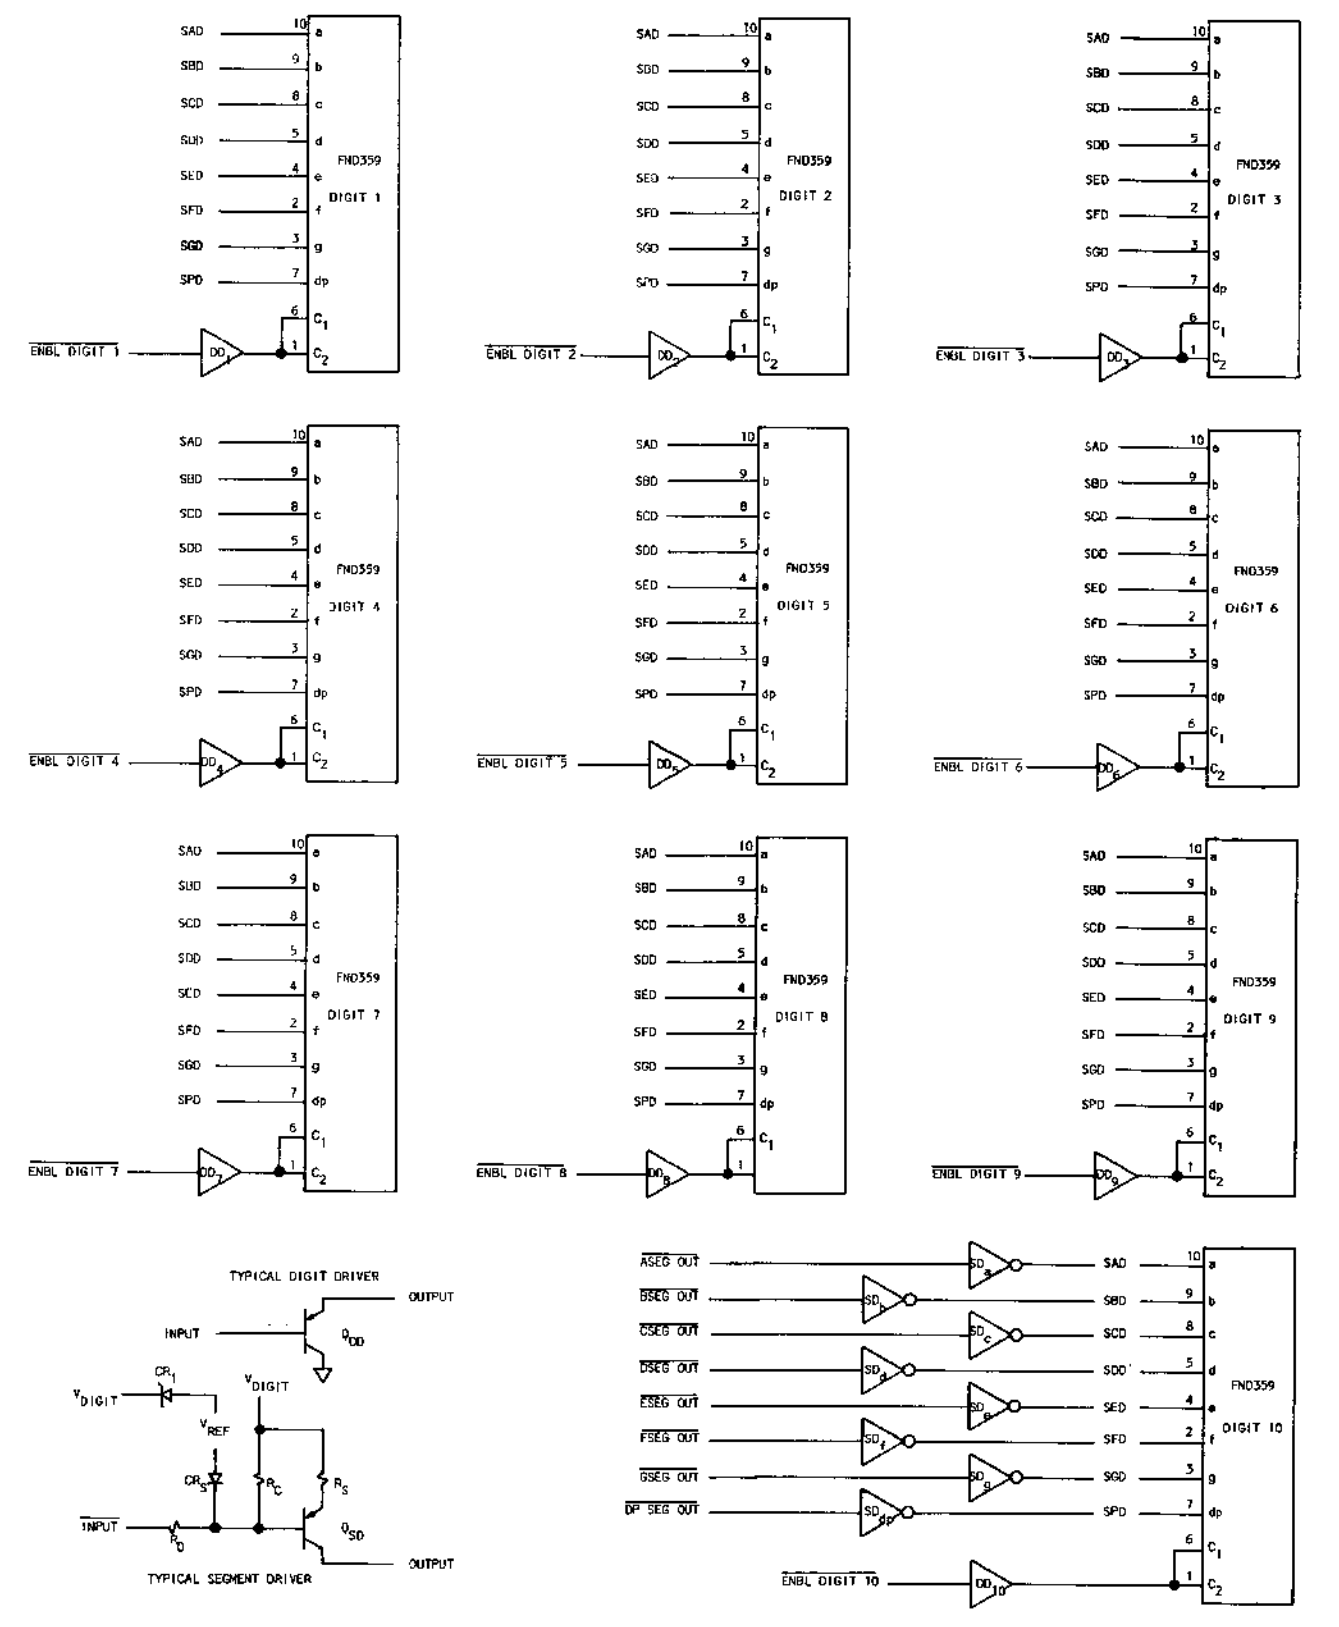 SAD 10 a
SBD 9 b
SCD 8 c
SDD 5 d
FND359
SED 4 e
DIGIT 1
SFD 2 f
SGD 3 g
SPD 7 dp
6 C1
ENBL DIGIT 1 DD1 1 C2
SAD 10 a
SBD 9 b
SCD 8 c
SDD 5 d
FND359
SED 4 e
DIGIT 2
SFD 2 f
SGD 3 g
SPD 7 dp
6 C1
ENBL DIGIT 2 DD2 1 C2
SAD 10 a
SBD 9 b
SCD 8 c
SDD 5 d
FND359
SED 4 e
DIGIT 3
SFD 2 f
SGD 3 g
SPD 7 dp
6 C1
ENBL DIGIT 3 DD3 1 C2
SAD 10 a
SBD 9 b
SCD 8 c
SDD 5 d
FND359
SED 4 e
DIGIT 4
SFD 2 f
SGD 3 g
SPD 7 dp
6 C1
ENBL DIGIT 4 DD4 1 C2
SAD 10 a
SBD 9 b
SCD 8 c
SDD 5 d
FND359
SED 4 e
DIGIT 5
SFD 2 f
SGD 3 g
SPD 7 dp
6 C1
ENBL DIGIT 5 DD5 1 C2
SAD 10 a
SBD 9 b
SCD 8 c
SDD 5 d
FND359
SED 4 e
DIGIT 6
SFD 2 f
SGD 3 g
SPD 7 dp
6 C1
ENBL DIGIT 6 DD6 1 C2
SAD 10 a
SBD 9 b
SCD 8 c
SDD 5 d
FND359
SED 4 e
DIGIT 7
SFD 2 f
SGD 3 g
SPD 7 dp
6 C1
ENBL DIGIT 7 DD7 1 C2
SAD 10 a
SBD 9 b
SCD 8 c
SDD 5 d
FND359
SED 4 e
DIGIT 8
SFD 2 f
SGD 3 g
SPD 7 dp
6 C1
ENBL DIGIT 8 DD8 1
SAD 10 a
SBD 9 b
SCD 8 c
SDD 5 d
FND359
SED 4 e
DIGIT 9
SFD 2 f
SGD 3 g
SPD 7 dp
6 C1
ENBL DIGIT 9 DD9 1 C2
TYPICAL DIGIT DRIVER
OUTPUT
INPUT QDD
CR1
VDIGIT VDIGIT
VREF
CRS RC RS
INPUT RD QSD
OUTPUT
TYPICAL SEGMENT DRIVER
ASEG OUT SDa SAD 10 a
BSEG OUT SDb SBD 9 b
CSEG OUT SDc SCD 8 c
DSEG OUT SDd SDD 5 d
FND359
ESEG OUT SDe SED 4 e
DIGIT 10
FSEG OUT SDf SFD 2 f
GSEG OUT SDg SGD 3 g
DP SEG OUT SDdp SPD 7 dp
6 C1
ENBL DIGIT 10 DD10 1 C2